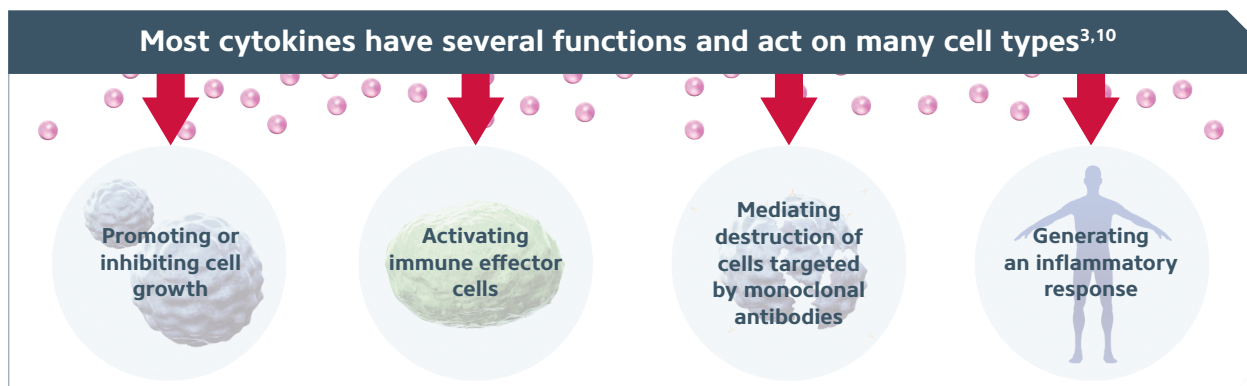 Most cytokines have several functions and act on many cell types3,10
Promoting or
inhibiting cell
growth
Activating
immune effector
cells
Mediating
destruction of
cells targeted
by monoclonal
antibodies
Generating
an inflammatory
response